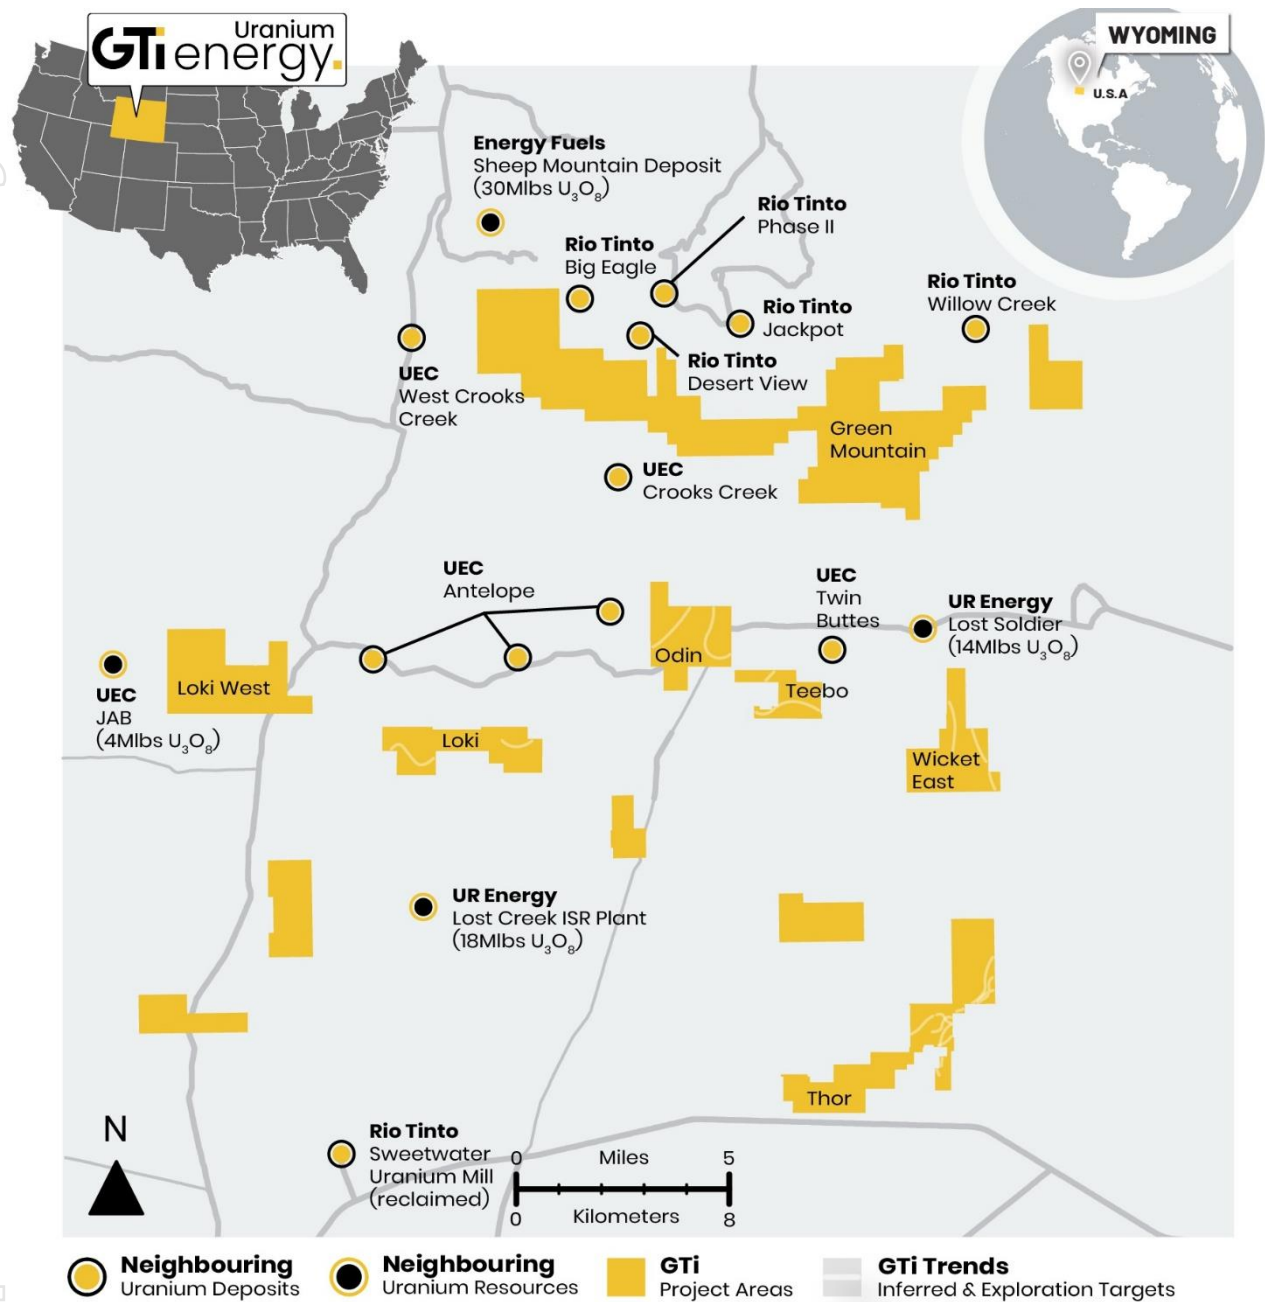 Uranium
GTi energy.
WYOMING
U.S.A
Energy Fuels
Sheep Mountain Deposit
(30Mlbs U₃O₈)
Rio Tinto
Phase II
Rio Tinto
Big Eagle
Rio Tinto
Willow Creek
Rio Tinto
Jackpot
Rio Tinto
Desert View
UEC
West Crooks
Creek
Green
Mountain
UEC
Crooks Creek
UEC
Antelope
UEC
Twin
Buttes
UR Energy
Lost Soldier
(14Mlbs U₃O₈)
Odin
Loki West
Teebo
UEC
JAB
(4Mlbs U₃O₈)
Loki
Wicket
East
UR Energy
Lost Creek ISR Plant
(18Mlbs U₃O₈)
Thor
N
Rio Tinto
Sweetwater
Uranium Mill
(reclaimed)
0 Miles 5
0 Kilometers 8
Neighbouring
Uranium Deposits
Neighbouring
Uranium Resources
GTi
Project Areas
GTi Trends
Inferred & Exploration Targets